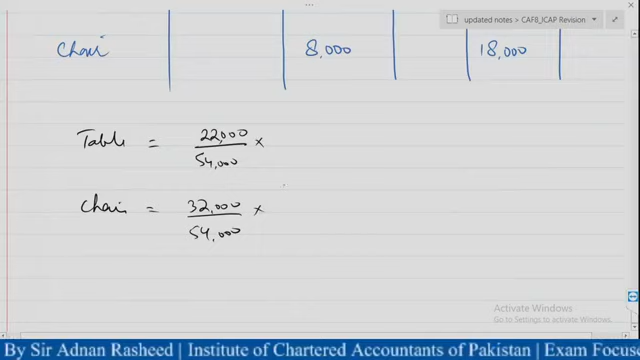 updated notes > CAF8_ICAP Revision
Chair 8,000 18,000
Table = 22,000 ×
54,000
Chair = 32,000 ×
54,000
Activate Windows
Go to Settings to activate Windows.
By Sir Adnan Rasheed | Institute of Chartered Accountants of Pakistan | Exam Focuse